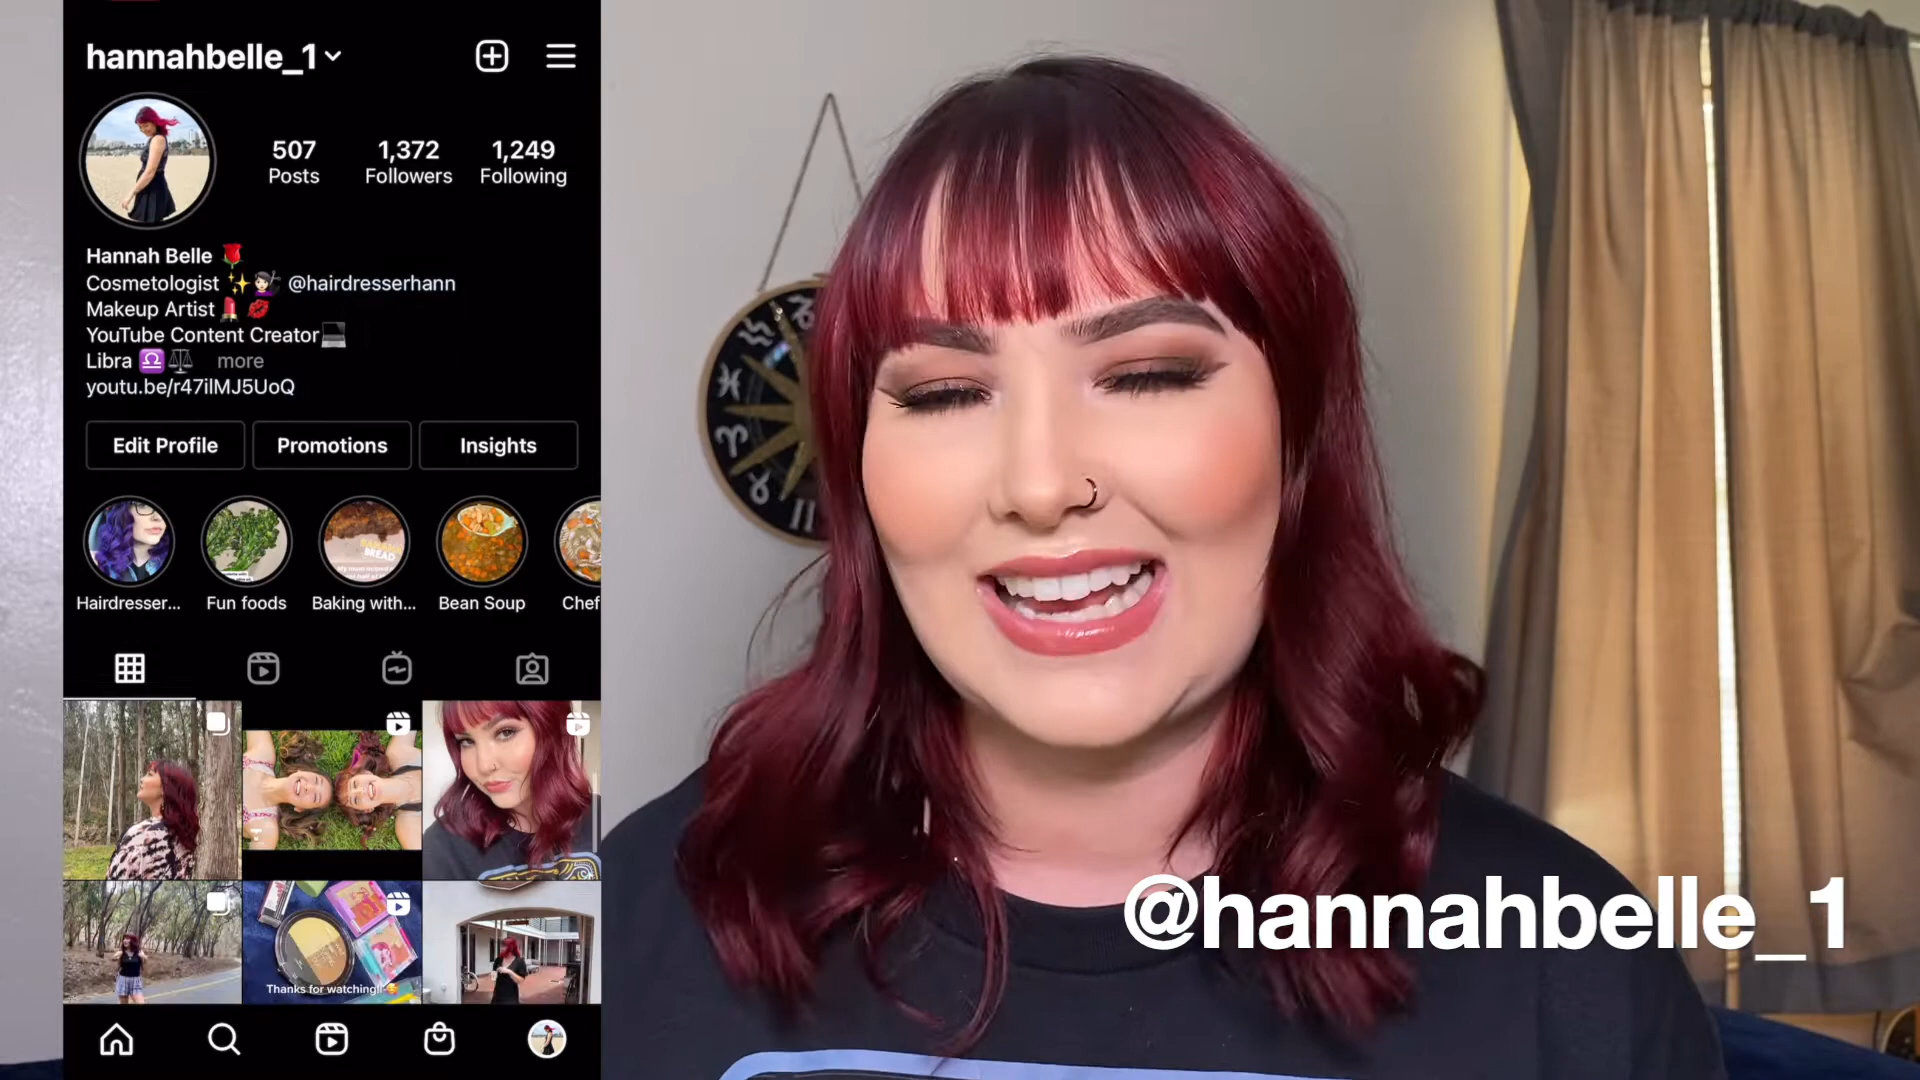 hannahbelle_1
507
Posts
1,372
Followers
1,249
Following
Hannah Belle
Cosmetologist @hairdresserhann
Makeup Artist
YouTube Content Creator
Libra ♎⚖ more
youtu.be/r47ilMJ5UoQ
Edit Profile
Promotions
Insights
BREAD
Hairdresser...
Fun foods
Baking with...
Bean Soup
Chef
Thanks for watching!!
@hannahbelle_1